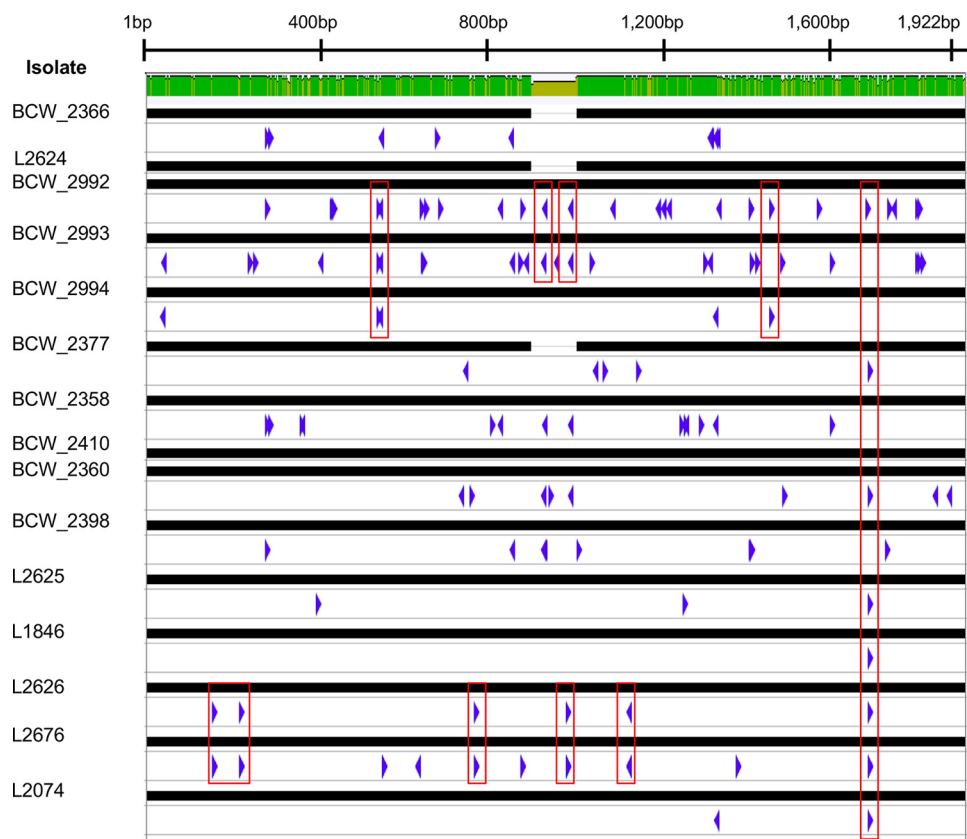 1bp 400bp 800bp 1,200bp 1,600bp 1,922bp
Isolate
BCW_2366
L2624
BCW_2992
BCW_2993
BCW_2994
BCW_2377
BCW_2358
BCW_2410
BCW_2360
BCW_2398
L2625
L1846
L2626
L2676
L2074